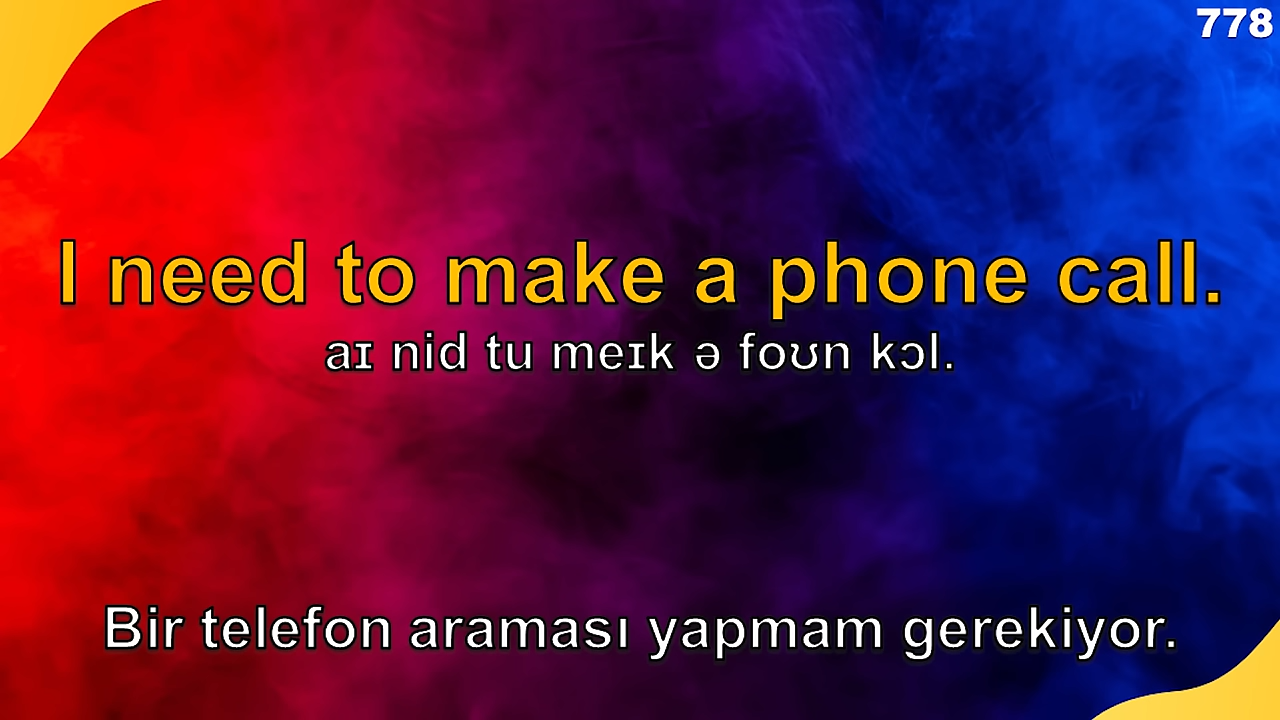 778
I need to make a phone call.
aɪ nid tu meɪk ə foʊn kɔl.
Bir telefon araması yapmam gerekiyor.